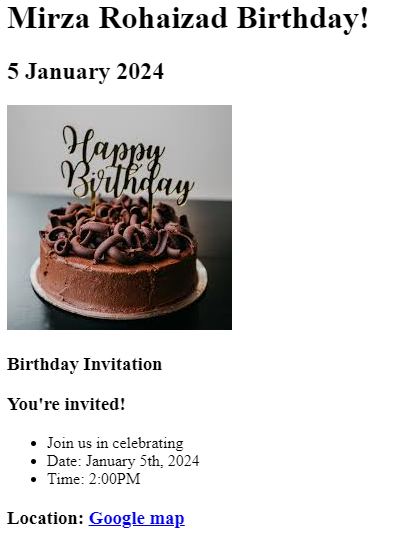 Mirza Rohaizad Birthday!
5 January 2024
Happy
Birthday
Birthday Invitation
You're invited!
Join us in celebrating
Date: January 5th, 2024
Time: 2:00PM
Location: Google map